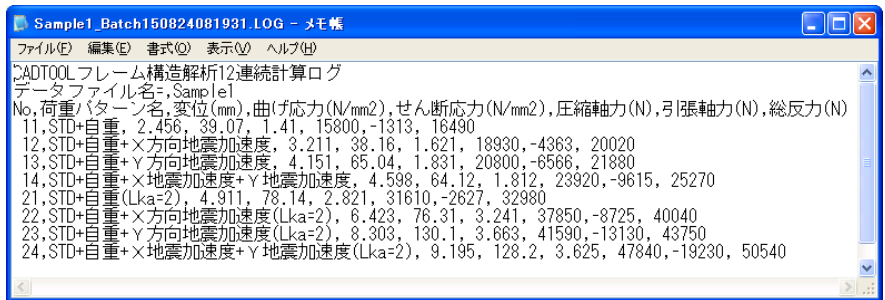 Sample1_Batch150824081931.LOG - メモ帳
ファイル(F) 編集(E) 書式(O) 表示(V) ヘルプ(H)
CADTOOLフレーム構造解析12連続計算ログ
データファイル名=,Sample1
No,荷重パターン名,変位(mm),曲げ応力(N/mm2),せん断応力(N/mm2),圧縮軸力(N),引張軸力(N),総反力(N)
11,STD+自重, 2.456, 39.07, 1.41, 15800,-1313, 16490
12,STD+自重+X方向地震加速度, 3.211, 38.16, 1.621, 18930,-4363, 20020
13,STD+自重+Y方向地震加速度, 4.151, 65.04, 1.831, 20800,-6566, 21880
14,STD+自重+X地震加速度+Y地震加速度, 4.598, 64.12, 1.812, 23920,-9615, 25270
21,STD+自重(Lka=2), 4.911, 78.14, 2.821, 31610,-2627, 32980
22,STD+自重+X方向地震加速度(Lka=2), 6.423, 76.31, 3.241, 37850,-8725, 40040
23,STD+自重+Y方向地震加速度(Lka=2), 8.303, 130.1, 3.663, 41590,-13130, 43750
24,STD+自重+X地震加速度+Y地震加速度(Lka=2), 9.195, 128.2, 3.625, 47840,-19230, 50540